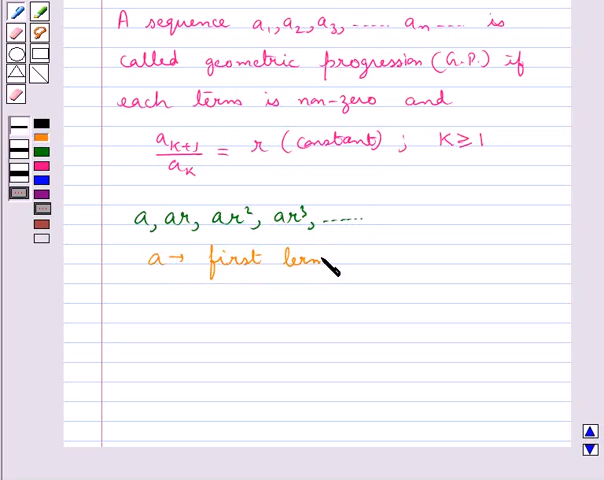 A sequence a₁, a₂, a₃, ...... aₙ ---- is
called geometric progression (G.P.) if
each term is non-zero and
aₖ₊₁/aₖ = r (constant) ; K ≥ 1
a, ar, ar², ar³, ......
a → first term